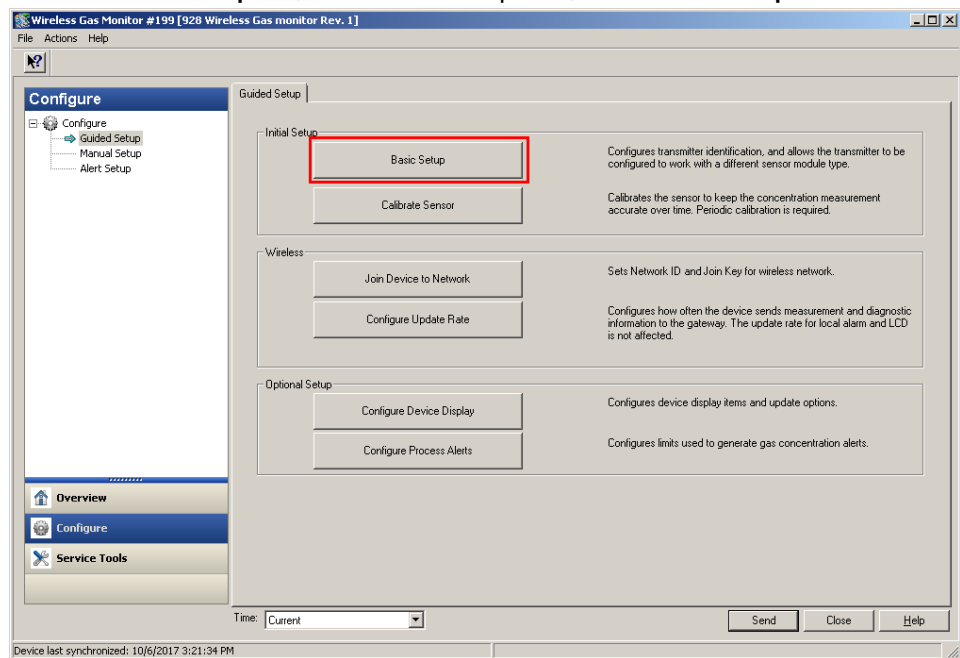 Wireless Gas Monitor #199 [928 Wireless Gas monitor Rev. 1]
File Actions Help
Configure
Configure
Guided Setup
Manual Setup
Alert Setup
Overview
Configure
Service Tools
Guided Setup
Initial Setup
Basic Setup
Configures transmitter identification, and allows the transmitter to be
configured to work with a different sensor module type.
Calibrate Sensor
Calibrates the sensor to keep the concentration measurement
accurate over time. Periodic calibration is required.
Wireless
Join Device to Network
Sets Network ID and Join Key for wireless network.
Configure Update Rate
Configures how often the device sends measurement and diagnostic
information to the gateway. The update rate for local alarm and LCD
is not affected.
Optional Setup
Configure Device Display
Configures device display items and update options.
Configure Process Alerts
Configures limits used to generate gas concentration alerts.
Time: Current
Send Close Help
Device last synchronized: 10/6/2017 3:21:34 PM